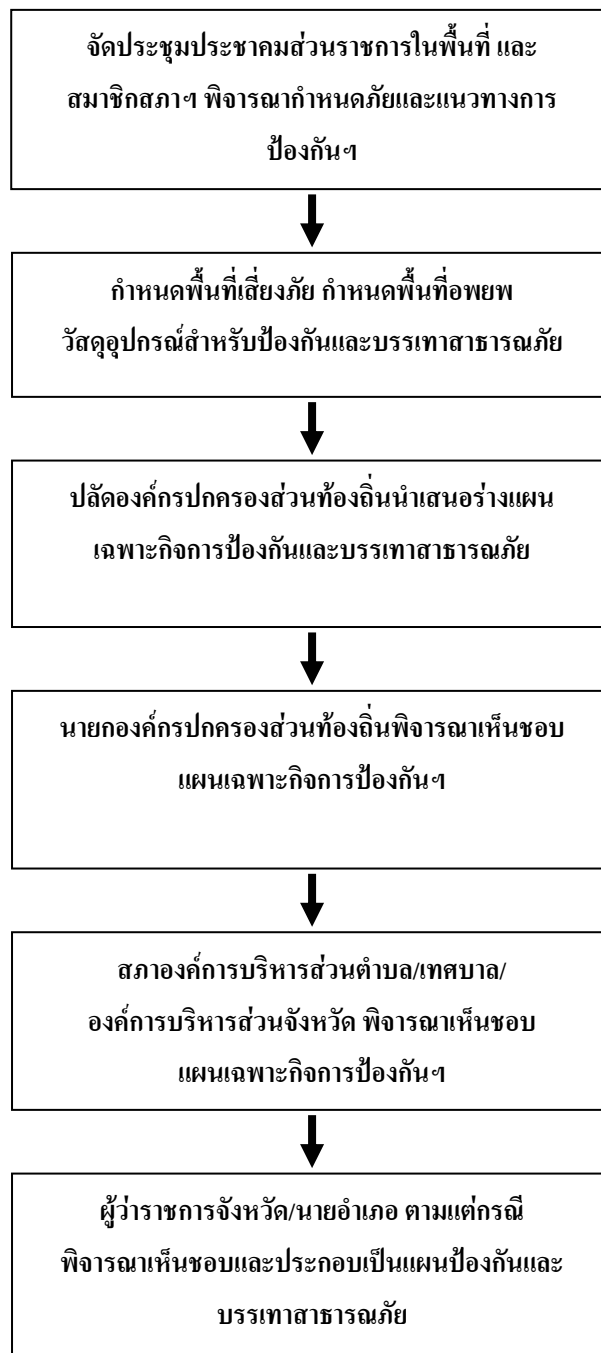 จัดประชุมประชาคมส่วนราชการในพื้นที่ และ
สมาชิกสภาฯ พิจารณากำหนดภัยและแนวทางการ
ป้องกันฯ
กำหนดพื้นที่เสี่ยงภัย กำหนดพื้นที่อพยพ
วัสดุอุปกรณ์สำหรับป้องกันและบรรเทาสาธารณภัย
ปลัดองค์กรปกครองส่วนท้องถิ่นนำเสนอร่างแผน
เฉพาะกิจการป้องกันและบรรเทาสาธารณภัย
นายกองค์กรปกครองส่วนท้องถิ่นพิจารณาเห็นชอบ
แผนเฉพาะกิจการป้องกันฯ
สภาองค์การบริหารส่วนตำบล/เทศบาล/
องค์การบริหารส่วนจังหวัด พิจารณาเห็นชอบ
แผนเฉพาะกิจการป้องกันฯ
ผู้ว่าราชการจังหวัด/นายอำเภอ ตามแต่กรณี
พิจารณาเห็นชอบและประกอบเป็นแผนป้องกันและ
บรรเทาสาธารณภัย